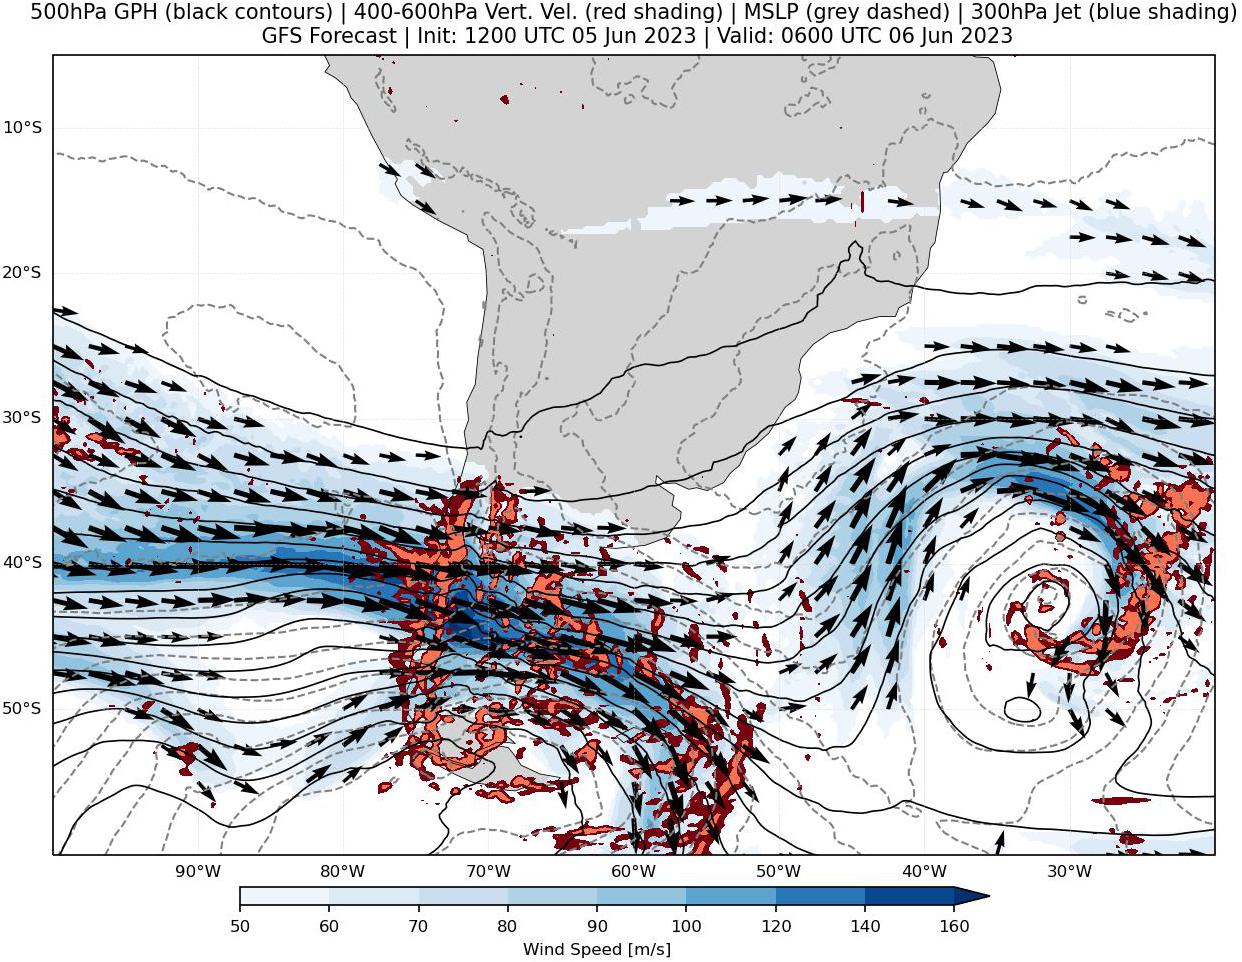 500hPa GPH (black contours) | 400-600hPa Vert. Vel. (red shading) | MSLP (grey dashed) | 300hPa Jet (blue shading)
GFS Forecast | Init: 1200 UTC 05 Jun 2023 | Valid: 0600 UTC 06 Jun 2023
10°S
20°S
30°S
40°S
50°S
90°W 80°W 70°W 60°W 50°W 40°W 30°W
50 60 70 80 90 100 120 140 160
Wind Speed [m/s]